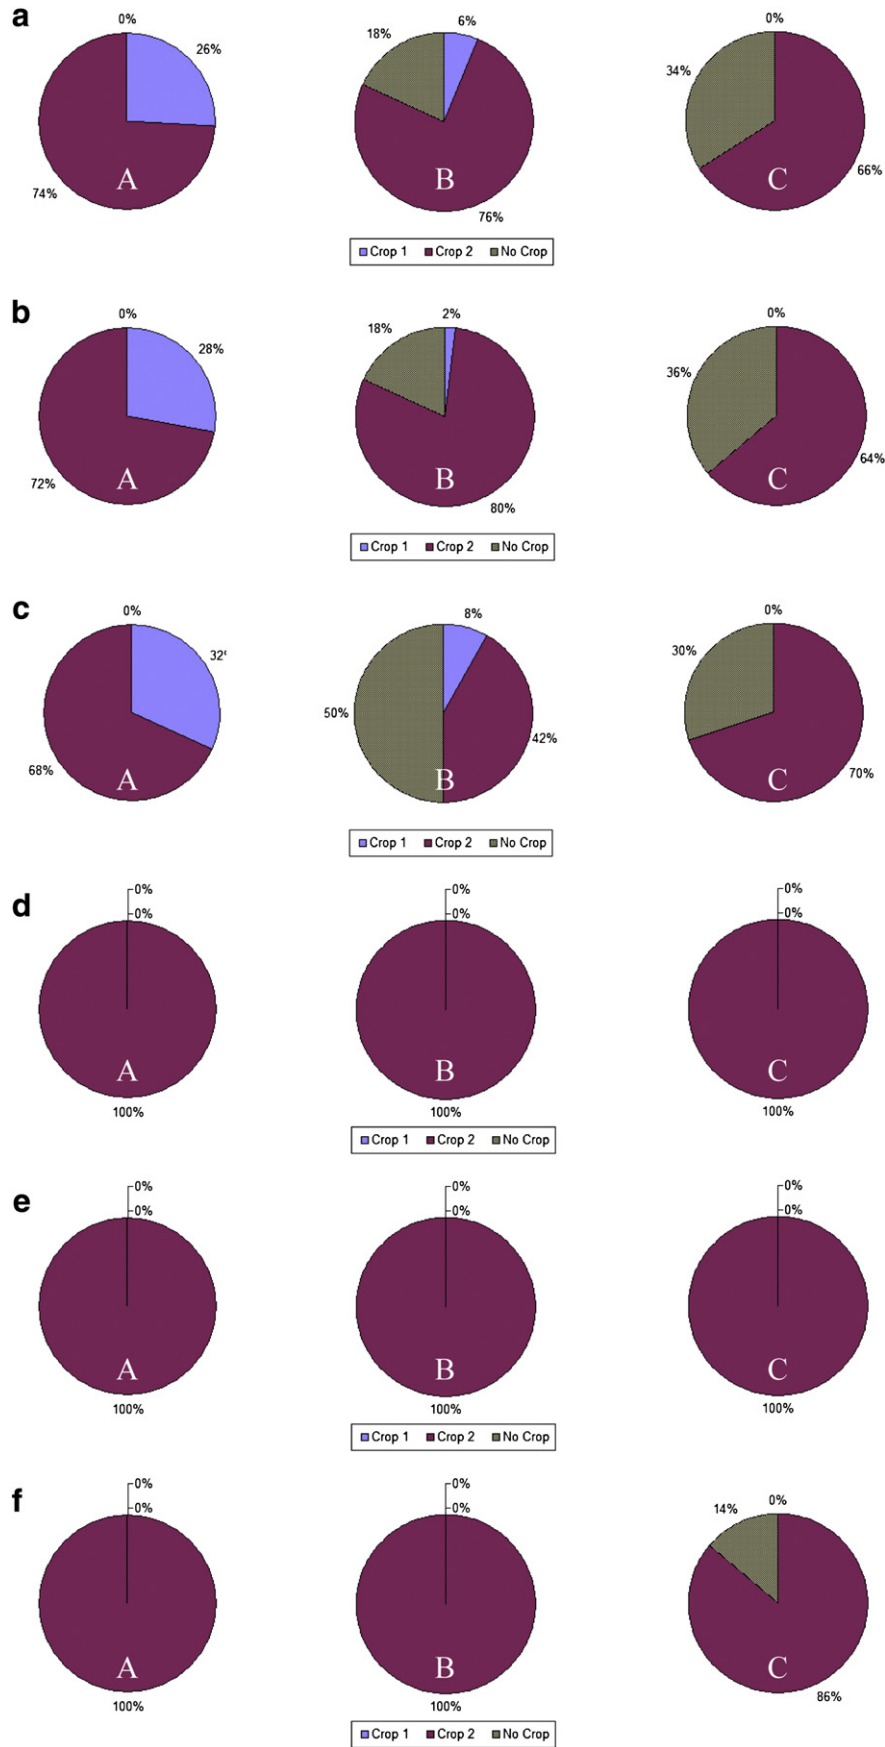 a
0% 0%
18% 6%
26%
34%
A B C
74% 66%
76%
Crop 1 Crop 2 No Crop
b
0% 2% 0%
18%
28%
36%
A B C
72% 64%
80%
Crop 1 Crop 2 No Crop
c
0% 8% 0%
32%
30%
50%
42%
68% 70%
A B C
Crop 1 Crop 2 No Crop
d
0% 0% 0%
0% 0% 0%
A B C
100% 100% 100%
Crop 1 Crop 2 No Crop
e
0% 0% 0%
0% 0% 0%
A B C
100% 100% 100%
Crop 1 Crop 2 No Crop
f
0% 0% 0%
0% 0% 14%
A B C
100% 100% 86%
Crop 1 Crop 2 No Crop